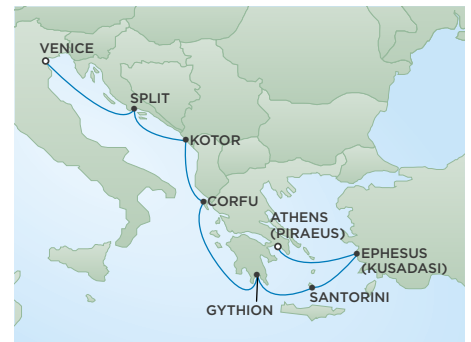 VENICE
SPLIT
KOTOR
CORFU
ATHENS
(PIRAEUS)
EPHESUS
(KUSADASI)
SANTORINI
GYTHION